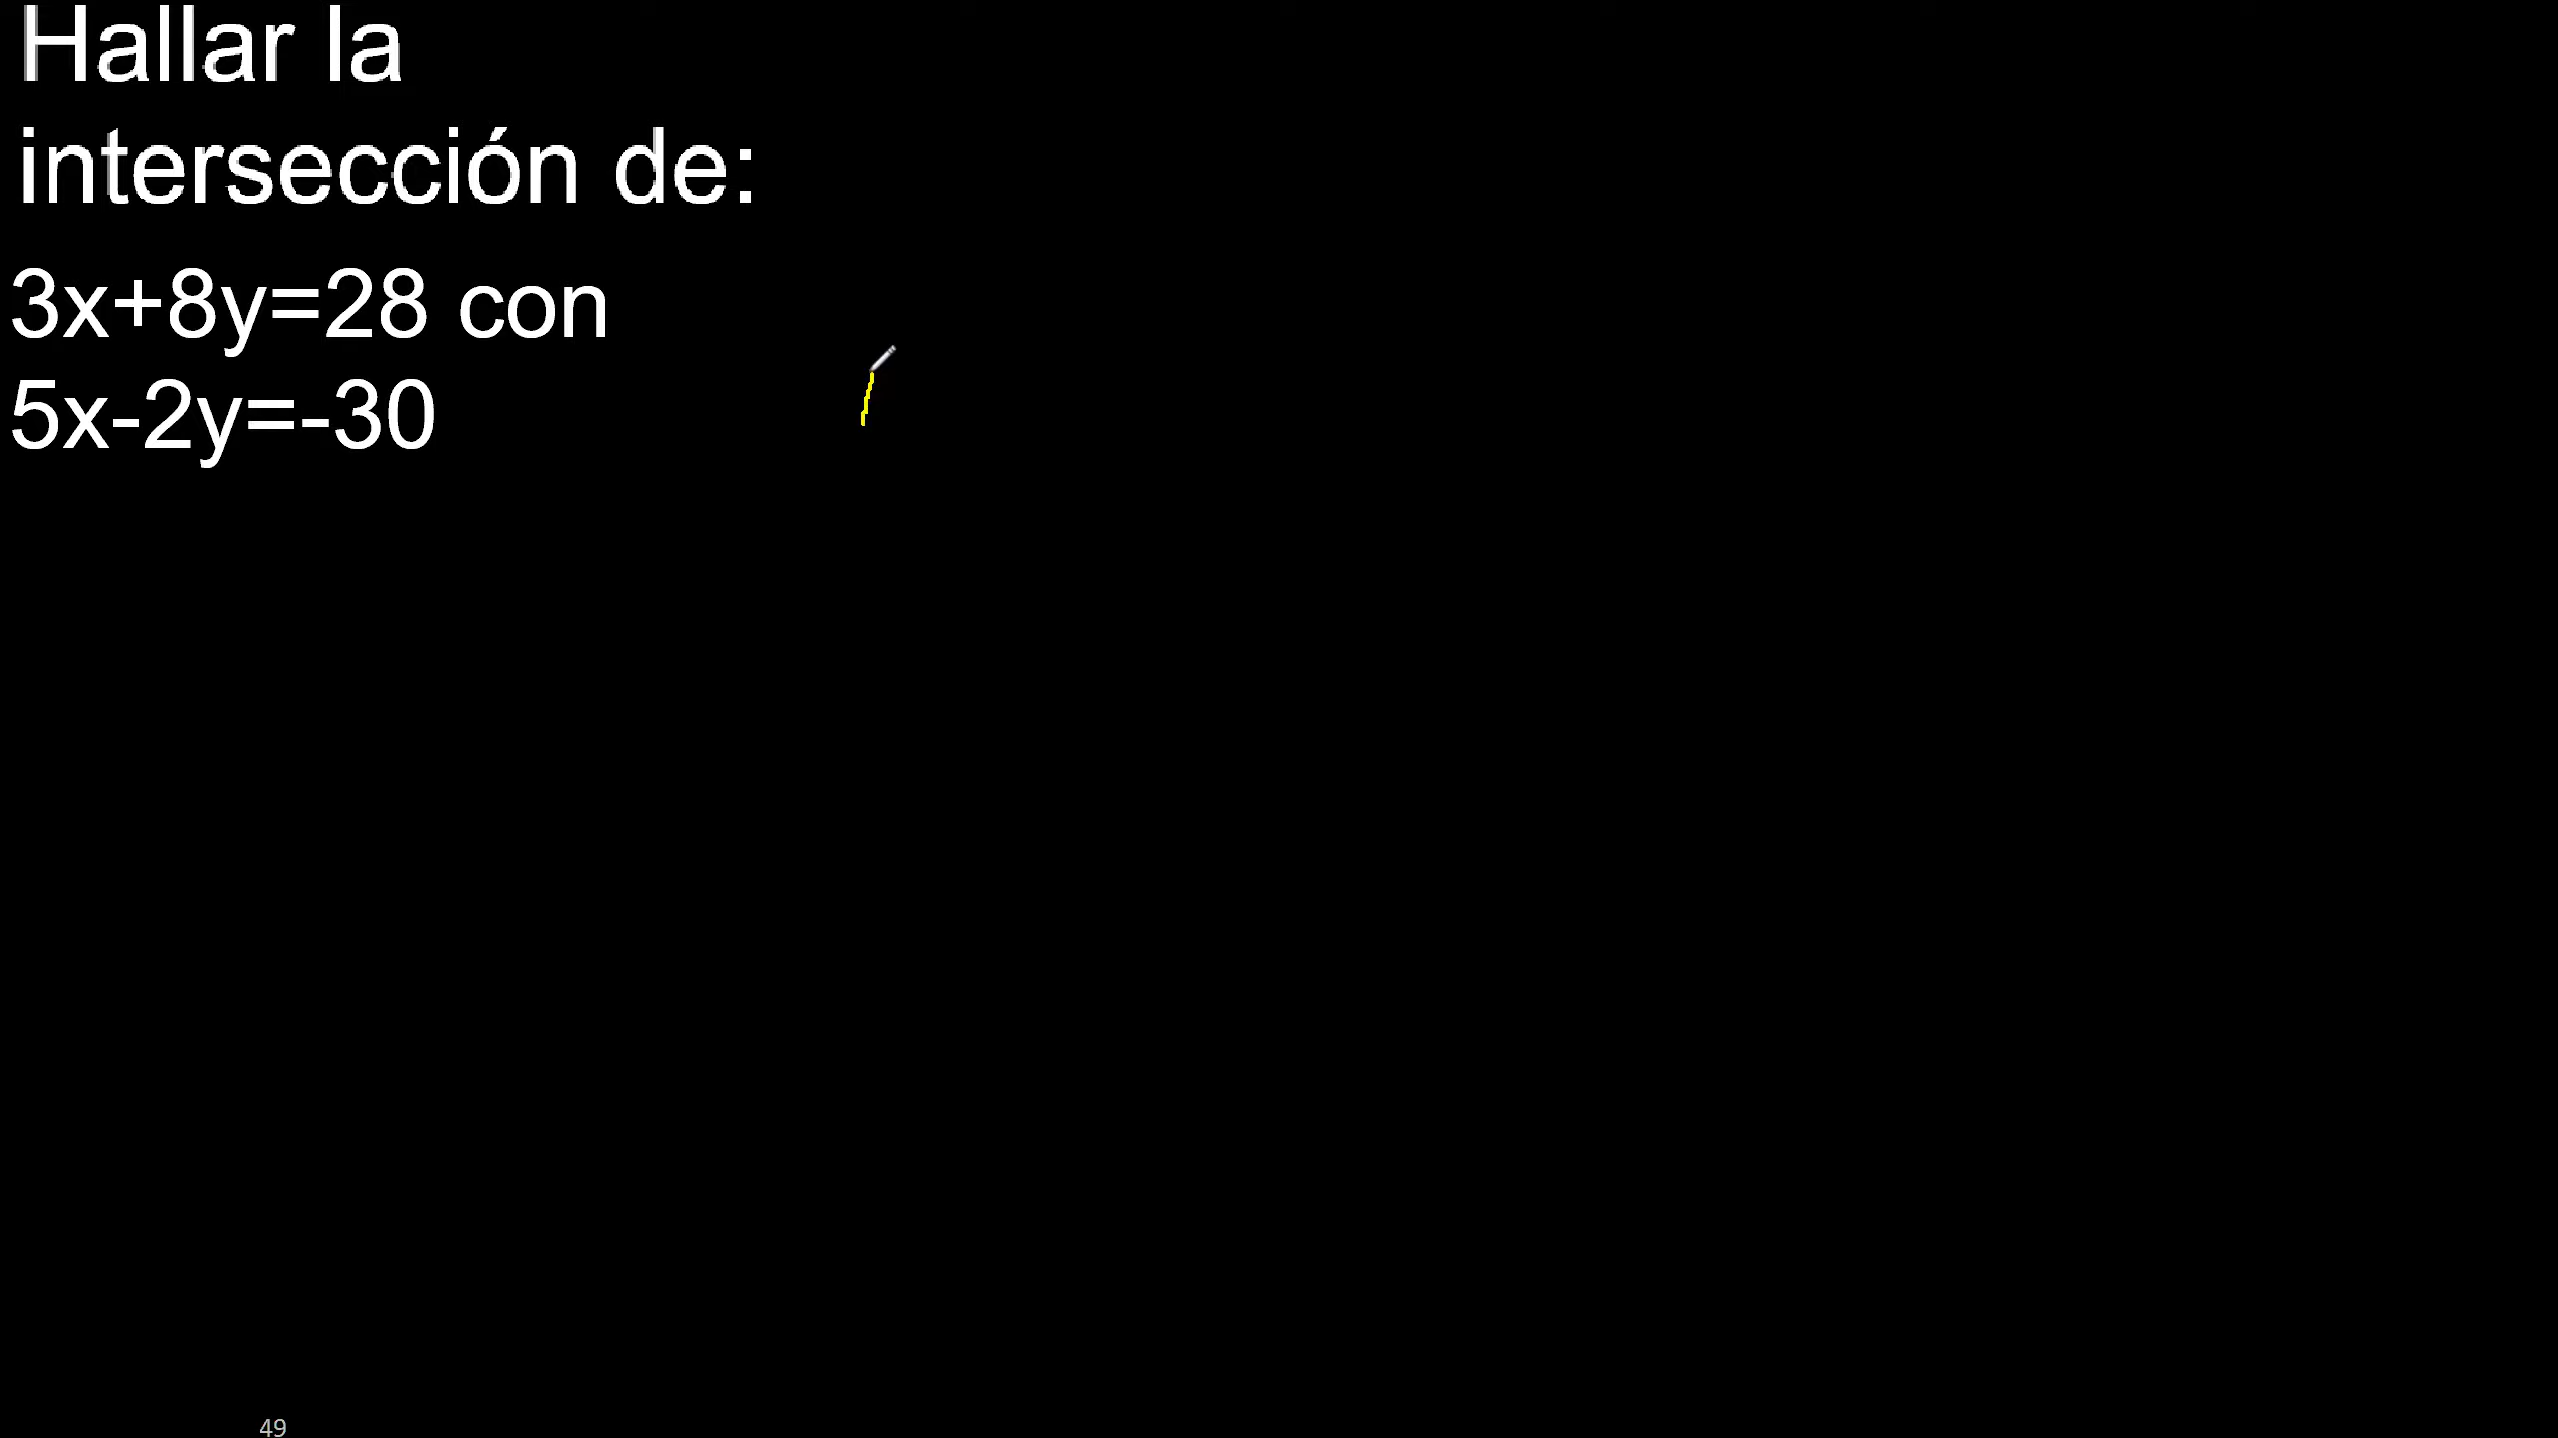 Hallar la
intersección de:
3x+8y=28 con
5x-2y=-30
49